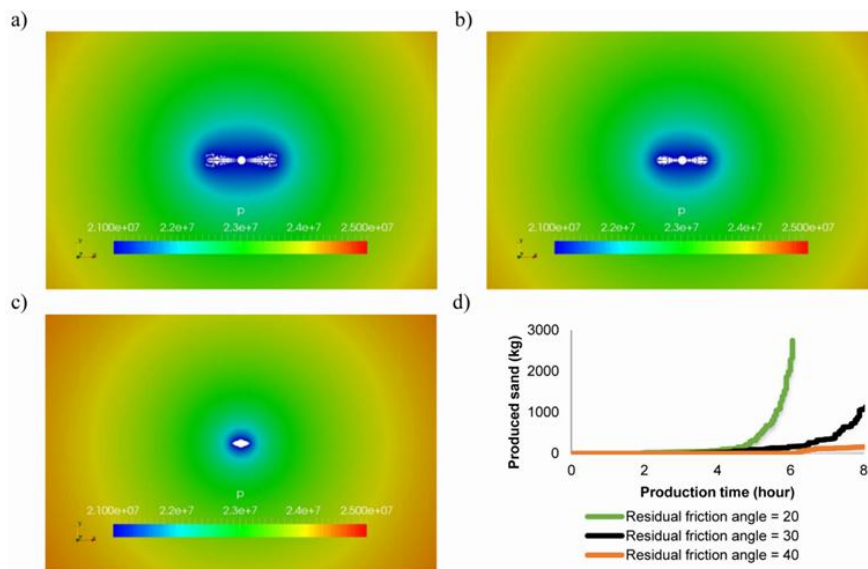 a)
p
2.100e+07 2.2e+7 2.3e+7 2.4e+7 2.500e+07
b)
p
2.100e+07 2.2e+7 2.3e+7 2.4e+7 2.500e+07
c)
p
2.100e+07 2.2e+7 2.3e+7 2.4e+7 2.500e+07
d)
Produced sand (kg)
3000
2000
1000
0
0 2 4 6 8
Production time (hour)
Residual friction angle = 20
Residual friction angle = 30
Residual friction angle = 40